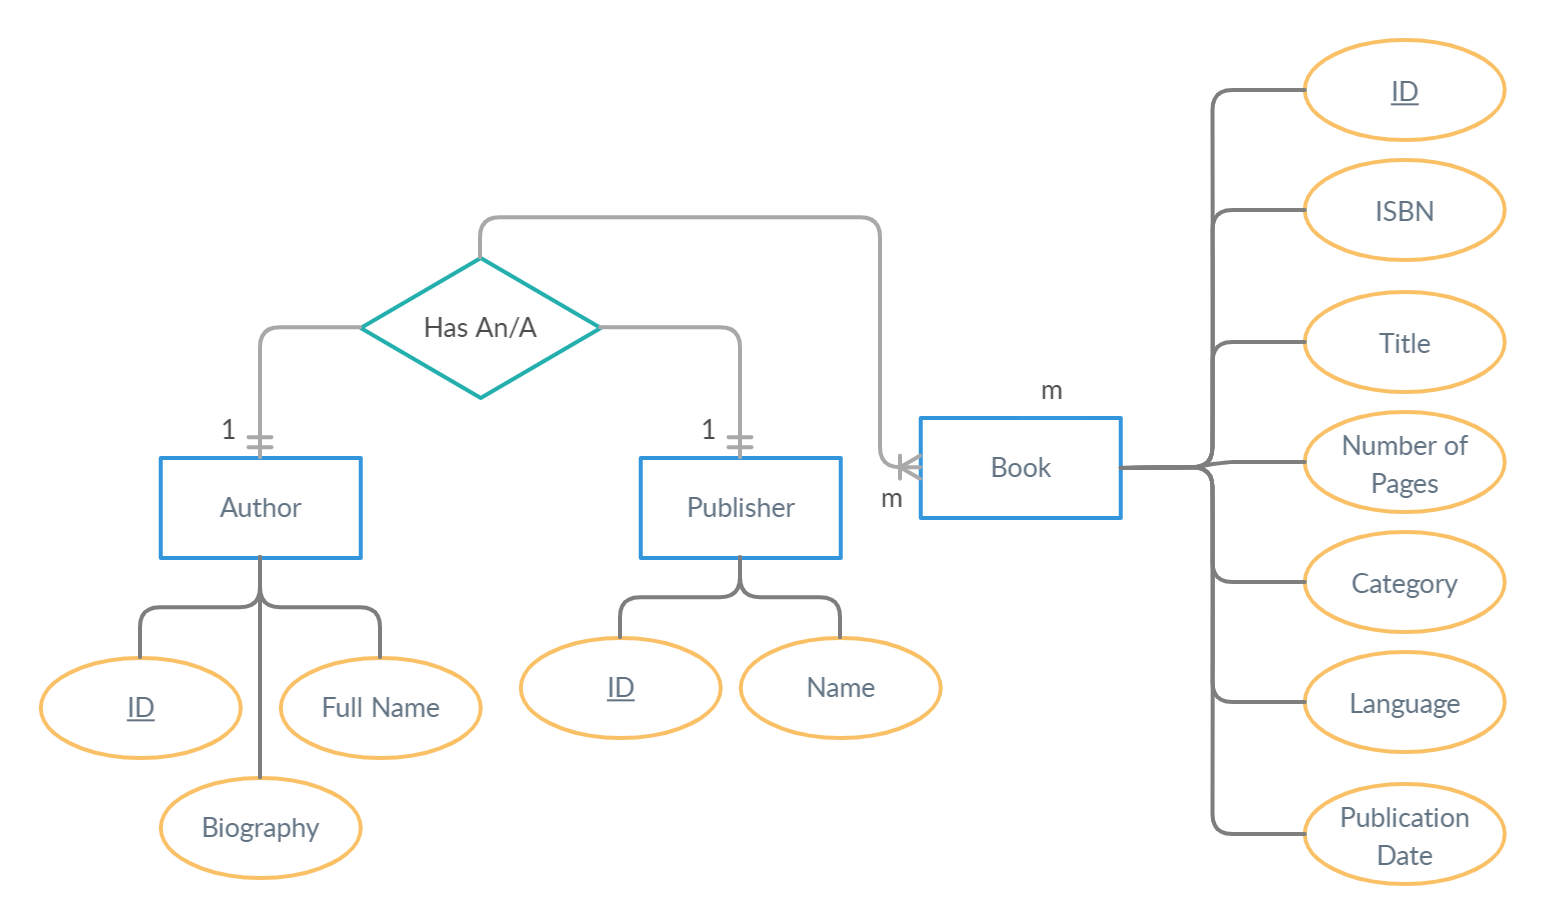 ID
ISBN
Has An/A
Title
m
1
1
Number of
Pages
Book
m
Author
Publisher
Category
ID
Name
ID
Full Name
Language
Biography
Publication
Date